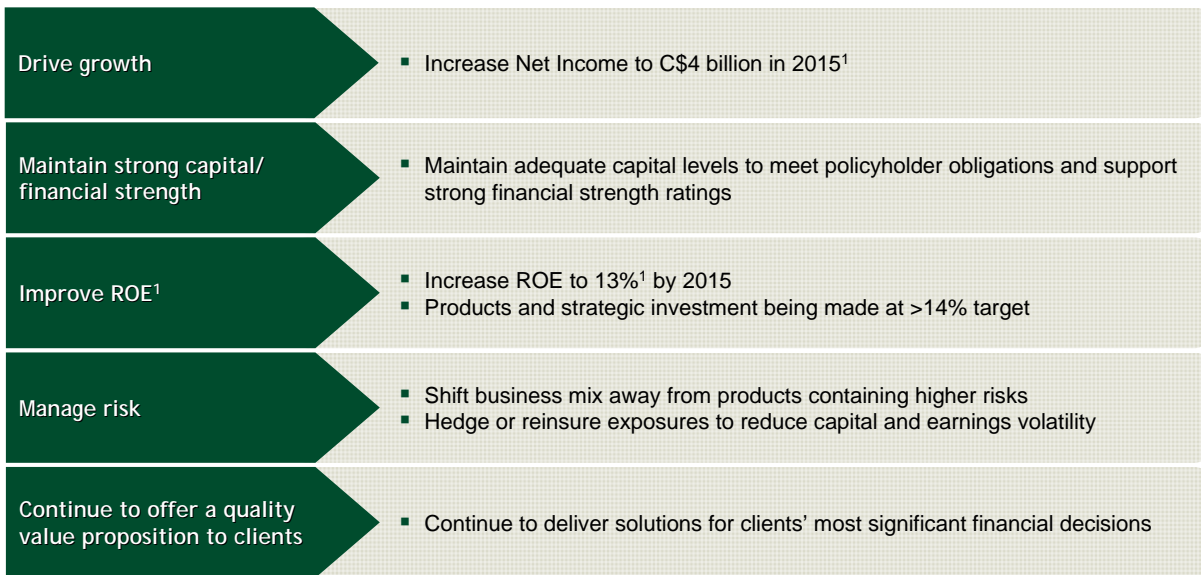 Drive growth
▪ Increase Net Income to C$4 billion in 2015¹
Maintain strong capital/
financial strength
▪ Maintain adequate capital levels to meet policyholder obligations and support
strong financial strength ratings
Improve ROE¹
▪ Increase ROE to 13%¹ by 2015
▪ Products and strategic investment being made at >14% target
Manage risk
▪ Shift business mix away from products containing higher risks
▪ Hedge or reinsure exposures to reduce capital and earnings volatility
Continue to offer a quality
value proposition to clients
▪ Continue to deliver solutions for clients’ most significant financial decisions